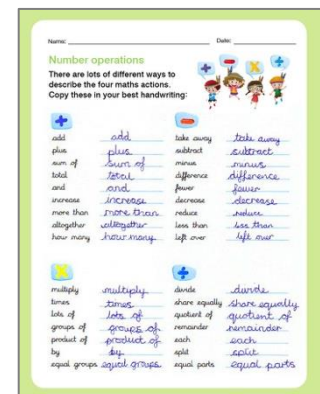 Name: Date:
Number operations
There are lots of different ways to
describe the four maths actions.
Copy these in your best handwriting:
+ − × ÷
+
add add
plus plus
sum of sum of
total total
and and
increase increase
more than more than
altogether altogether
how many how many
−
take away take away
subtract subtract
minus minus
difference difference
fewer fewer
decrease decrease
reduce reduce
less than less than
left over left over
×
multiply multiply
times times
lots of lots of
groups of groups of
product of product of
by by
equal groups equal groups
÷
divide divide
share equally share equally
quotient of quotient of
remainder remainder
each each
split split
equal parts equal parts